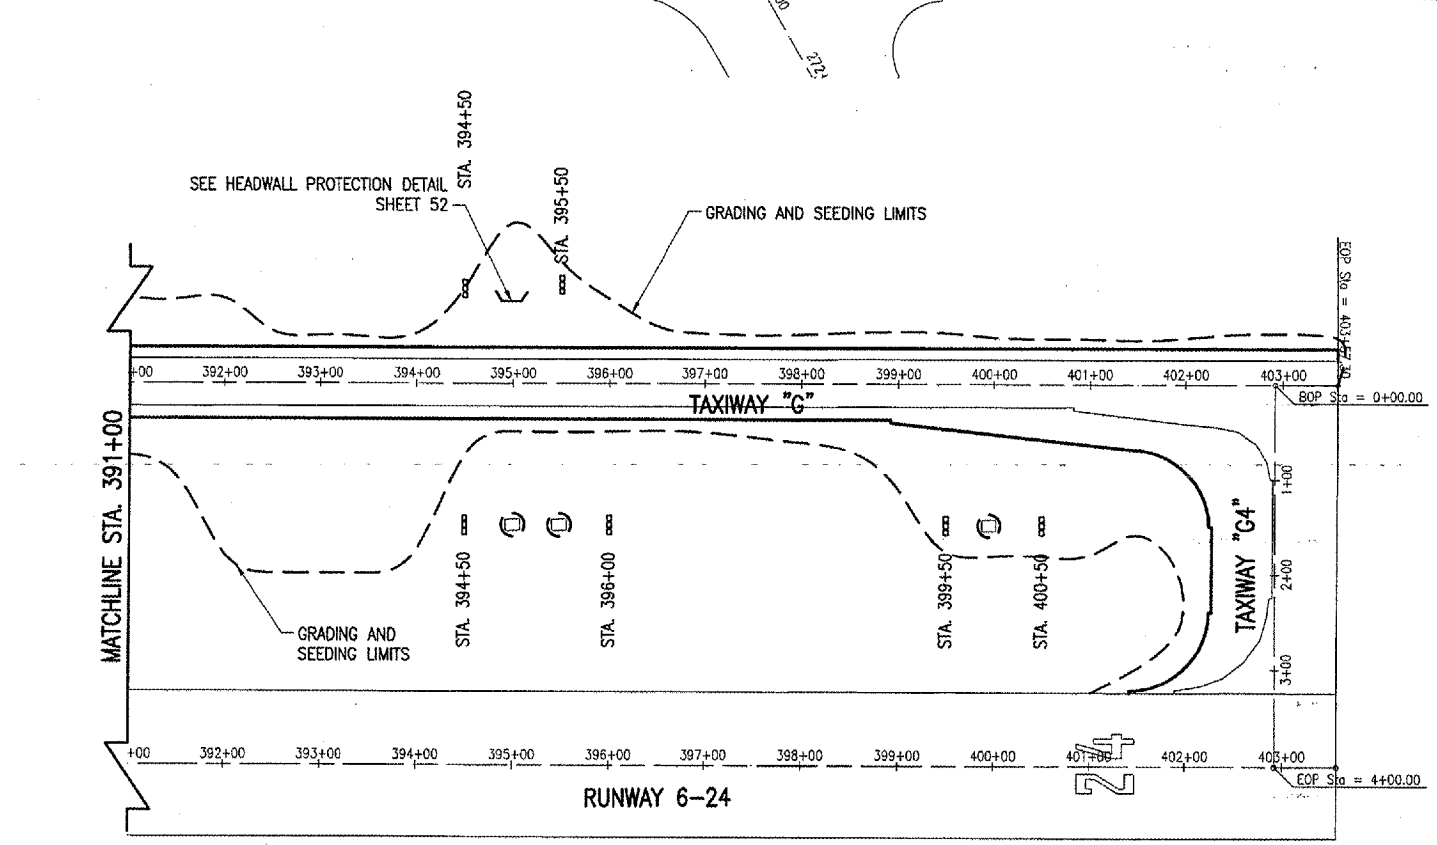 +272
STA. 394+50
SEE HEADWALL PROTECTION DETAIL
SHEET 52
STA. 395+50
GRADING AND SEEDING LIMITS
EOP Sta = 403+57.30
+00 392+00 393+00 394+00 395+00 396+00 397+00 398+00 399+00 400+00 401+00 402+00 403+00
TAXIWAY "G"
BOP Sta = 0+00.00
MATCHLINE STA. 391+00
1+00
2+00
3+00
TAXIWAY "G4"
STA. 394+50
STA. 396+00
STA. 399+50
STA. 400+50
GRADING AND
SEEDING LIMITS
+00 392+00 393+00 394+00 395+00 396+00 397+00 398+00 399+00 400+00 401+00 402+00 403+00
24
EOP Sta = 4+00.00
RUNWAY 6-24